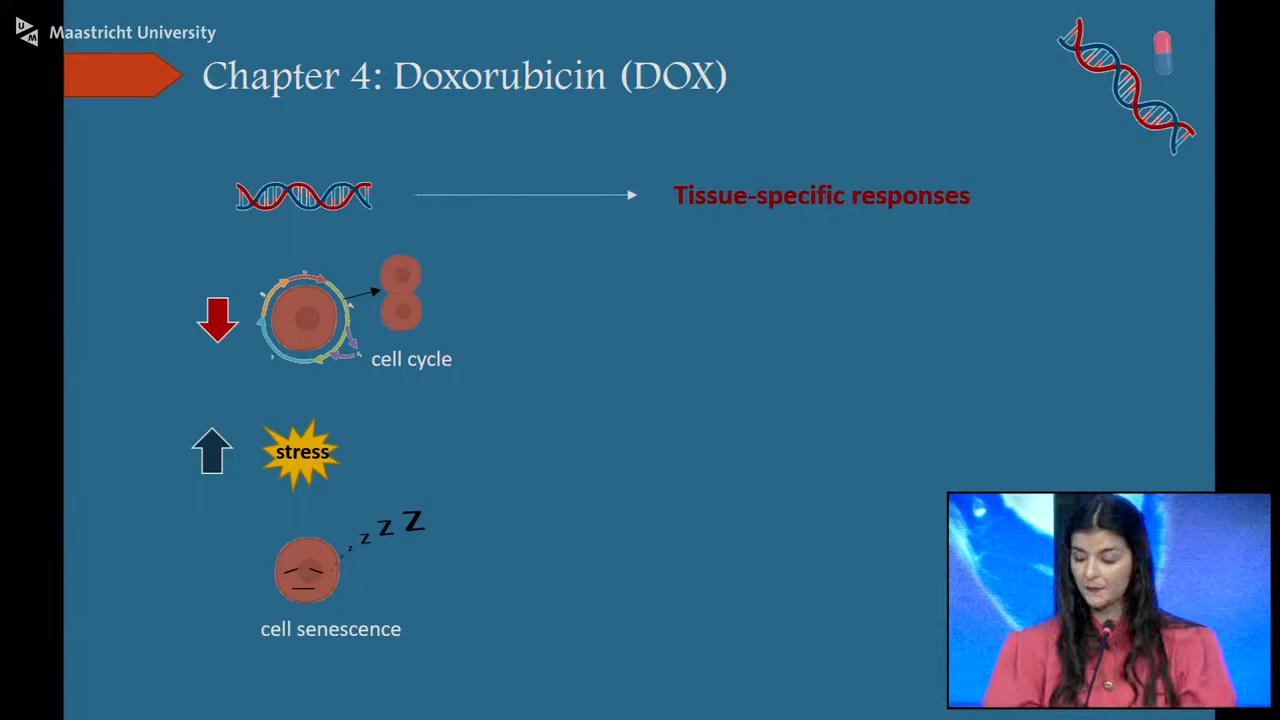 Maastricht University
Chapter 4: Doxorubicin (DOX)
Tissue-specific responses
cell cycle
stress
z z Z Z
cell senescence